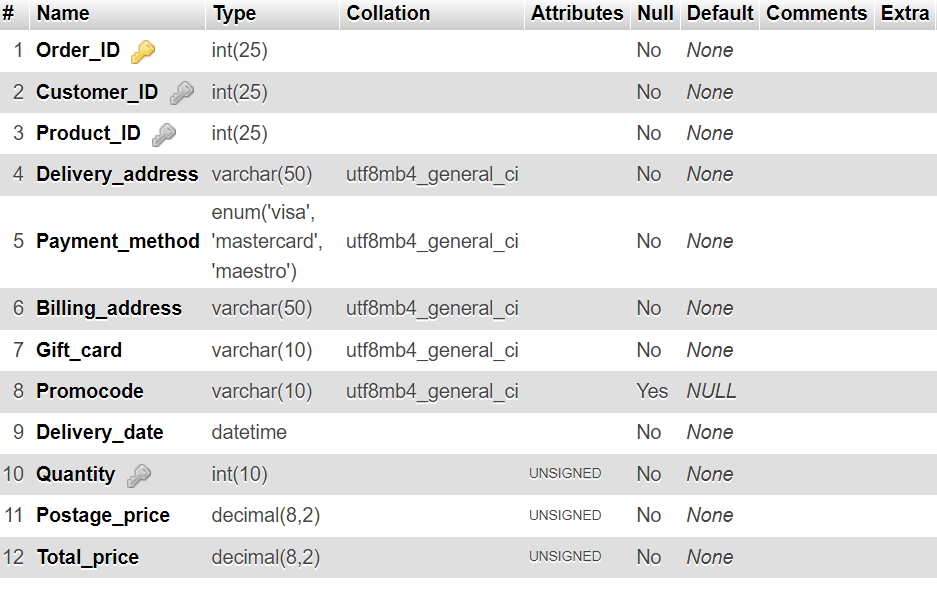 # Name Type Collation Attributes Null Default Comments Extra
1 Order_ID int(25) No None
2 Customer_ID int(25) No None
3 Product_ID int(25) No None
4 Delivery_address varchar(50) utf8mb4_general_ci No None
enum('visa',
5 Payment_method 'mastercard', utf8mb4_general_ci No None
'maestro')
6 Billing_address varchar(50) utf8mb4_general_ci No None
7 Gift_card varchar(10) utf8mb4_general_ci No None
8 Promocode varchar(10) utf8mb4_general_ci Yes NULL
9 Delivery_date datetime No None
10 Quantity int(10) UNSIGNED No None
11 Postage_price decimal(8,2) UNSIGNED No None
12 Total_price decimal(8,2) UNSIGNED No None